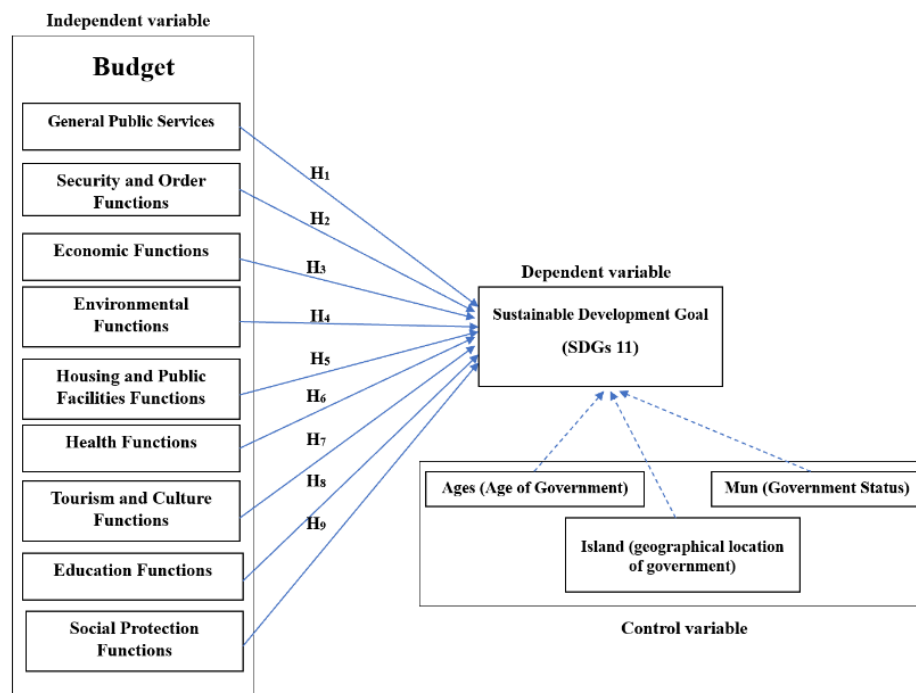 Independent variable
Budget
General Public Services
Security and Order
Functions
Economic Functions
Environmental
Functions
Housing and Public
Facilities Functions
Health Functions
Tourism and Culture
Functions
Education Functions
Social Protection
Functions
H₁
H₂
H₃
H₄
H₅
H₆
H₇
H₈
H₉
Dependent variable
Sustainable Development Goal
(SDGs 11)
Ages (Age of Government)
Mun (Government Status)
Island (geographical location
of government)
Control variable